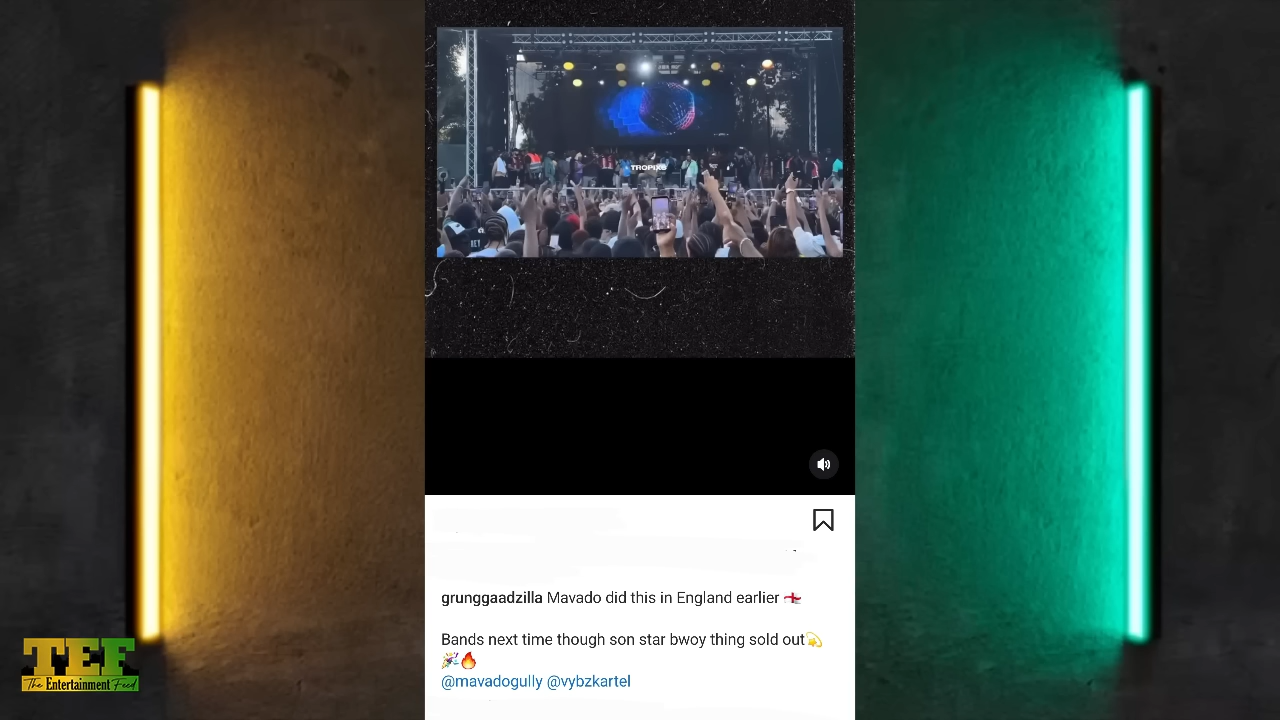 TROPIXS
grunggaadzilla Mavado did this in England earlier 🏴󠁧󠁢󠁥󠁮󠁧󠁿
Bands next time though son star bwoy thing sold out💫
🎉🔥
@mavadogully @vybzkartel
TEF
The Entertainment Feed